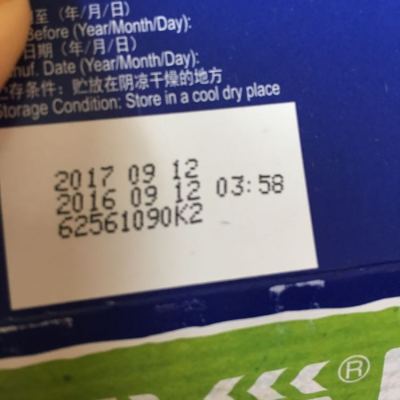 至 (年/月/日)
Before (Year/Month/Day):
日期 (年/月/日)
nuf. Date (Year/Month/Day):
贮存条件: 贮放在阴凉干燥的地方
Storage Condition: Store in a cool dry place
2017 09 12
2016 09 12 03:58
62561090K2
®